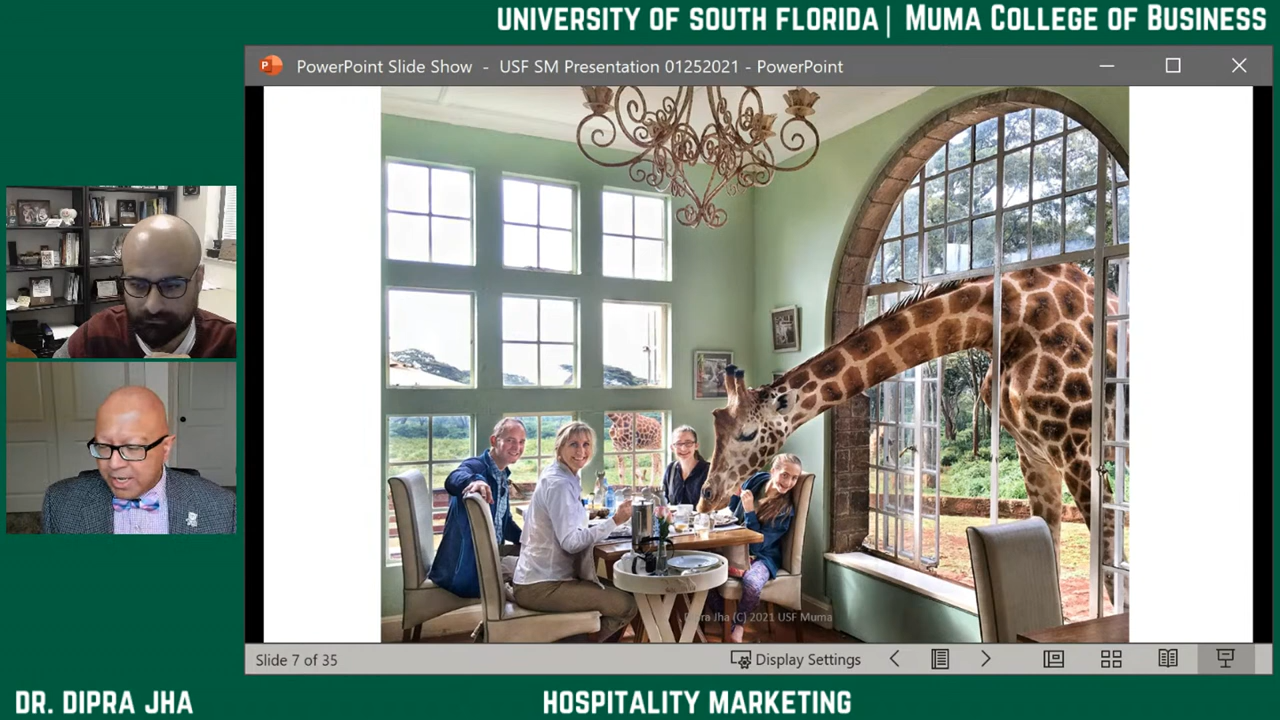 UNIVERSITY OF SOUTH FLORIDA| MUMA COLLEGE OF BUSINESS
PowerPoint Slide Show - USF SM Presentation 01252021 - PowerPoint
Dipra Jha (C) 2021 USF Muma
Slide 7 of 35
Display Settings
DR. DIPRA JHA
HOSPITALITY MARKETING